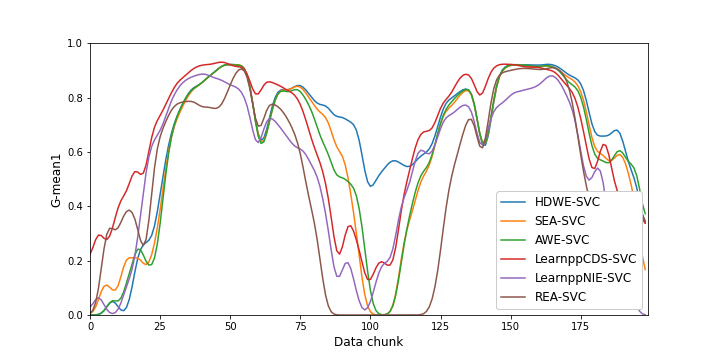 1.0
0.8
0.6
0.4
0.2
0.0
G-mean1
0 25 50 75 100 125 150 175
Data chunk
HDWE-SVC
SEA-SVC
AWE-SVC
LearnppCDS-SVC
LearnppNIE-SVC
REA-SVC